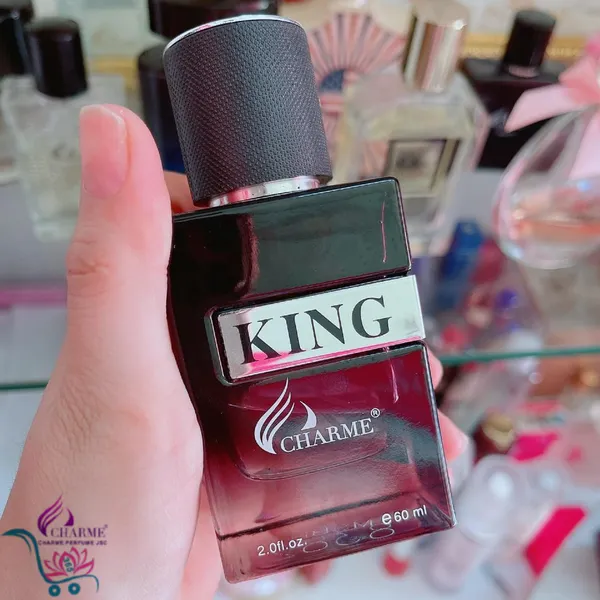 KING
CHARME®
2.0fl.oz. e 60 ml
CHARME®
CHARME PERFUME JSC